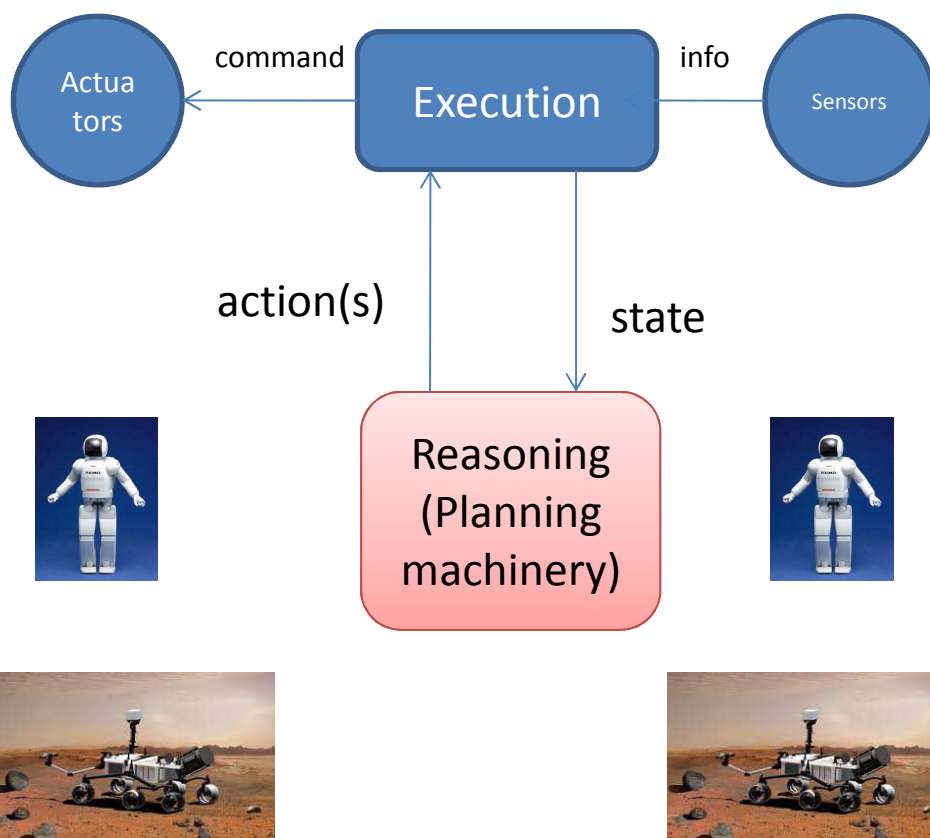 command
info
Actua
tors
Execution
Sensors
action(s)
state
Reasoning
(Planning
machinery)